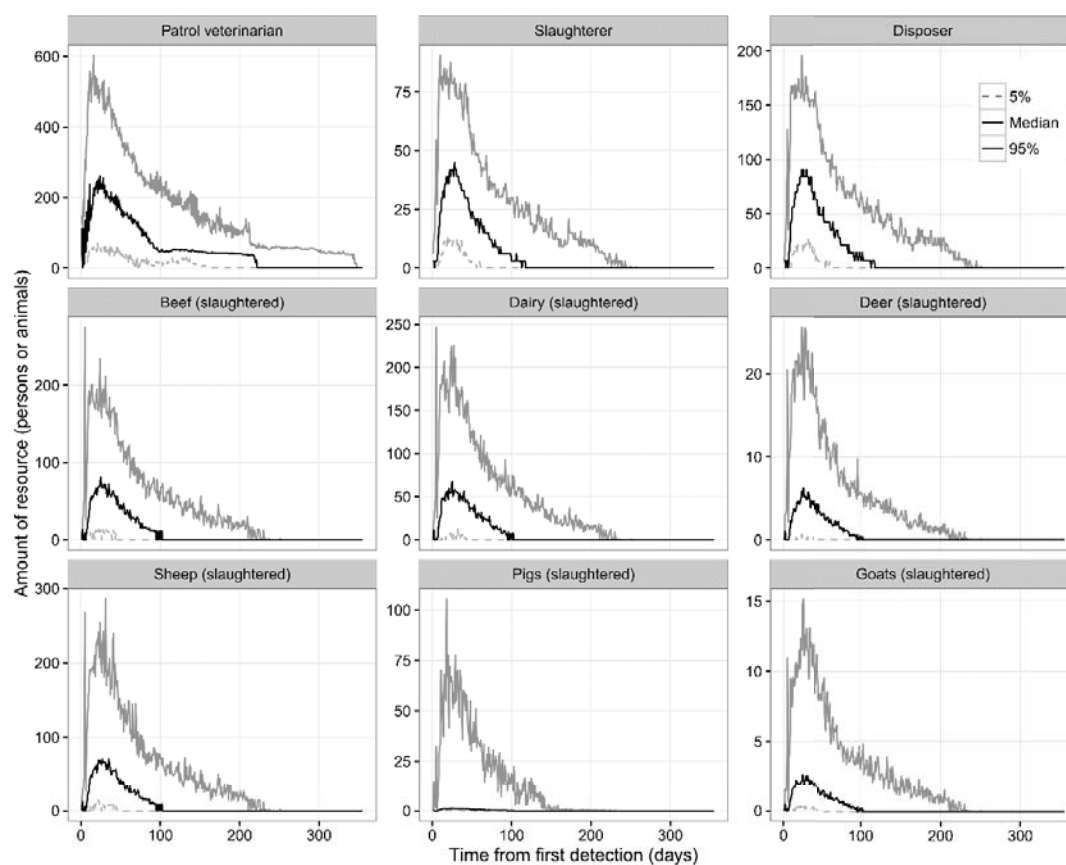 Patrol veterinarian
Slaughterer
Disposer
600
400
200
0
75
50
25
0
200
150
100
50
0
5%
Median
95%
Beef (slaughtered)
Dairy (slaughtered)
Deer (slaughtered)
200
100
0
250
200
150
100
50
0
20
10
0
Sheep (slaughtered)
Pigs (slaughtered)
Goats (slaughtered)
300
200
100
0
100
75
50
25
0
15
10
5
0
0 100 200 300
0 100 200 300
0 100 200 300
Amount of resource (persons or animals)
Time from first detection (days)